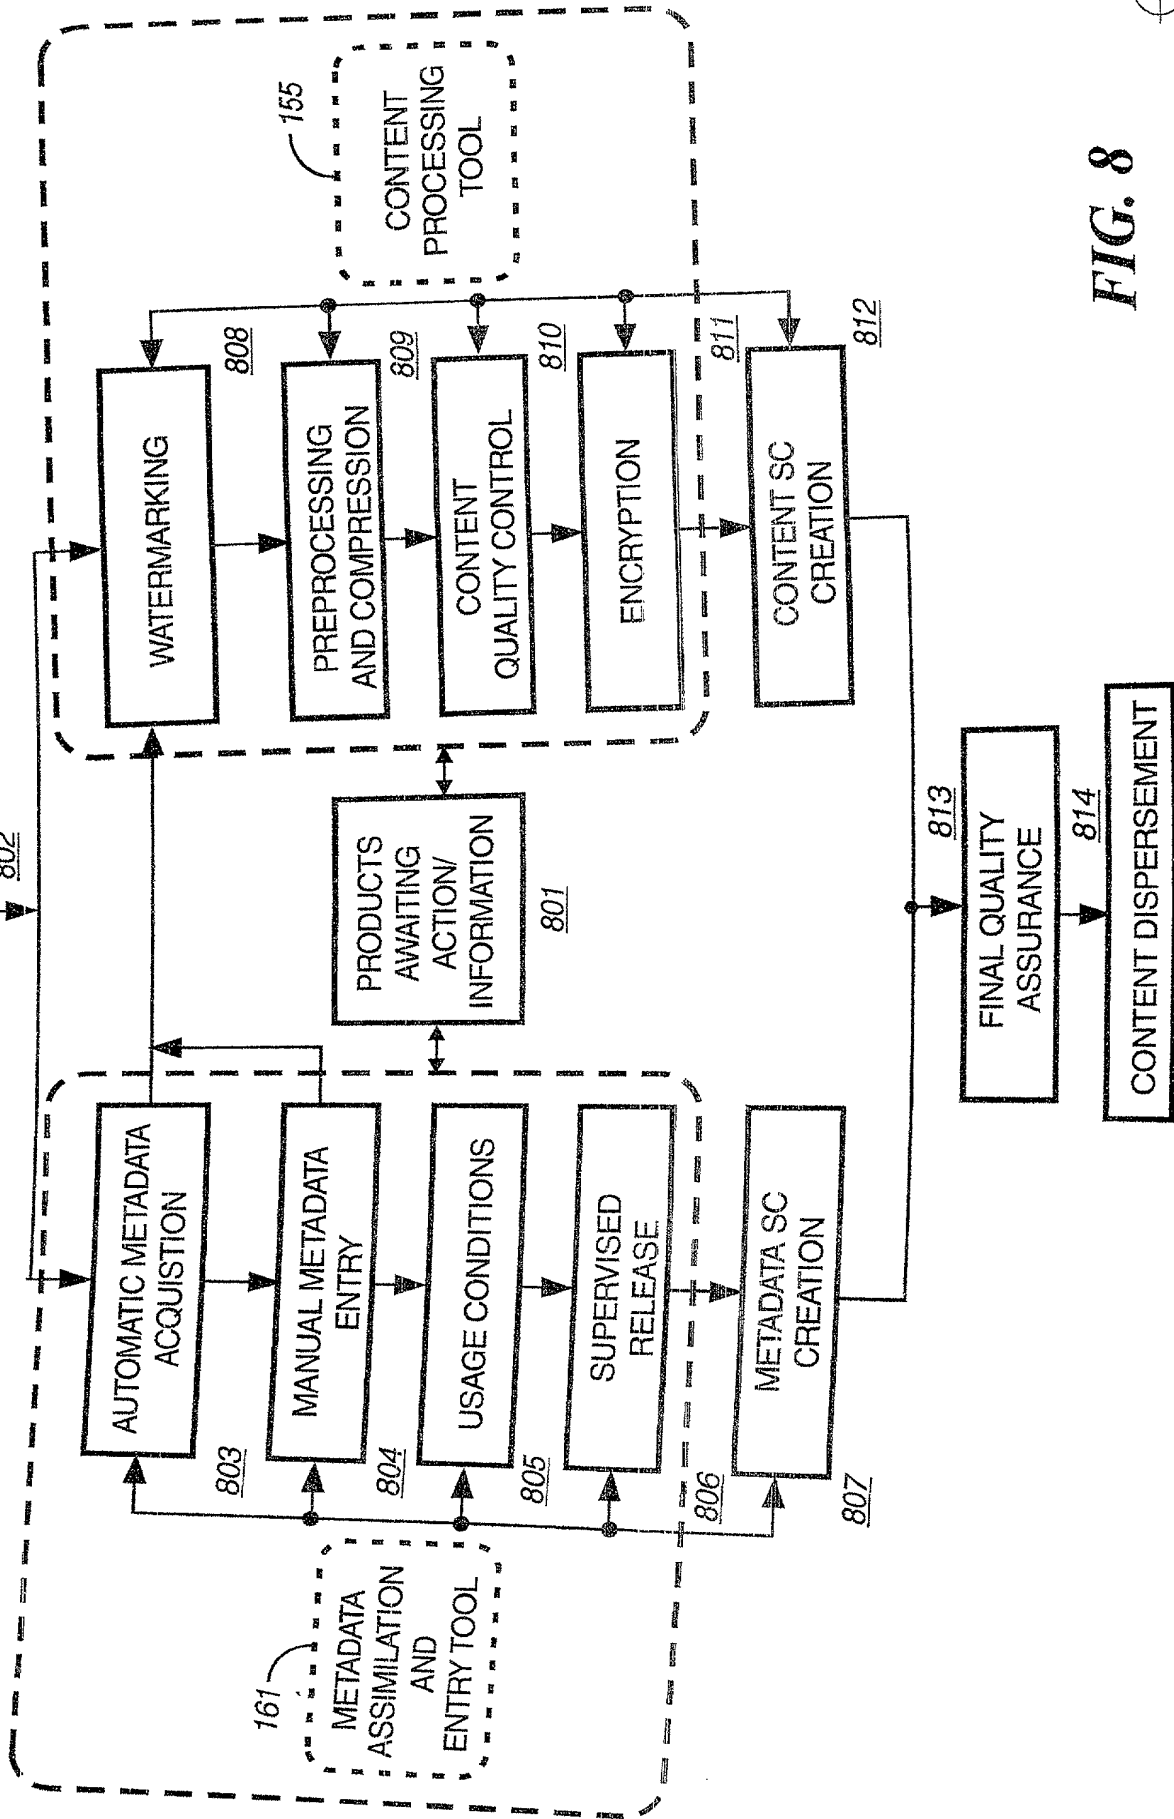 802
AUTOMATIC METADATA
ACQUISTION
803
MANUAL METADATA
ENTRY
804
USAGE CONDITIONS
805
SUPERVISED
RELEASE
806
METADATA SC
CREATION
807
161
METADATA
ASSIMILATION
AND
ENTRY TOOL
PRODUCTS
AWAITING
ACTION/
INFORMATION
801
WATERMARKING
808
PREPROCESSING
AND COMPRESSION
809
CONTENT
QUALITY CONTROL
810
ENCRYPTION
811
CONTENT SC
CREATION
812
155
CONTENT
PROCESSING
TOOL
813
FINAL QUALITY
ASSURANCE
814
CONTENT DISPERSEMENT
FIG. 8